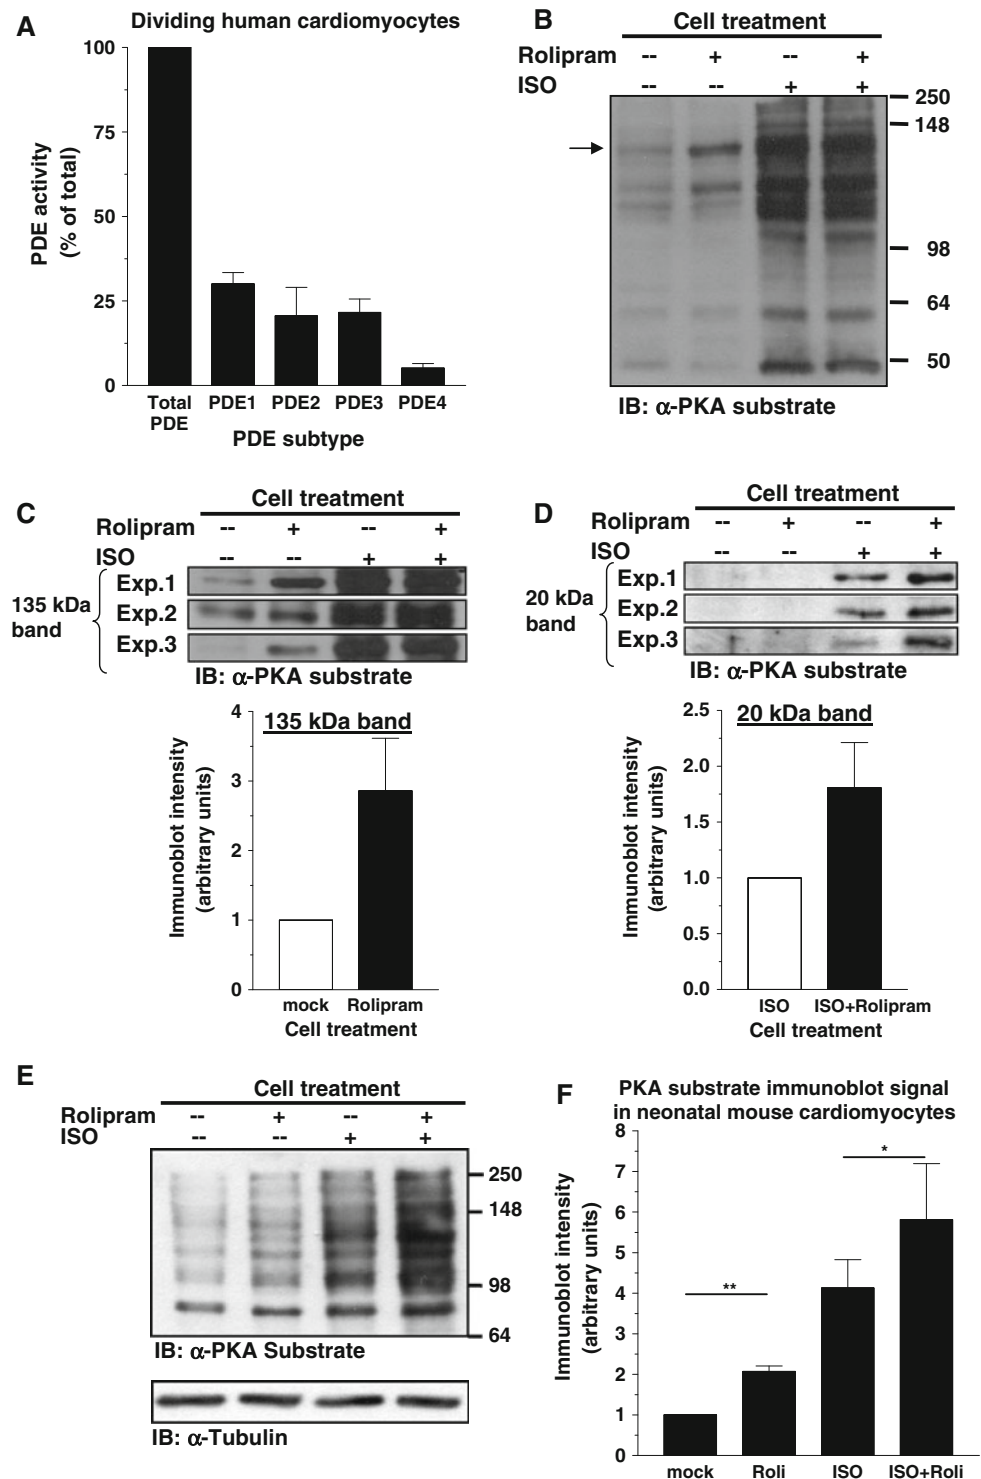 A
Dividing human cardiomyocytes
100
75
50
25
0
PDE activity
(% of total)
Total PDE
PDE1
PDE2
PDE3
PDE4
PDE subtype
B
Cell treatment
Rolipram -- + -- +
ISO -- -- + +
250
148
98
64
50
IB: α-PKA substrate
C
Cell treatment
Rolipram -- + -- +
ISO -- -- + +
135 kDa
band
Exp.1
Exp.2
Exp.3
IB: α-PKA substrate
135 kDa band
4
3
2
1
0
Immunoblot intensity
(arbitrary units)
mock Rolipram
Cell treatment
D
Cell treatment
Rolipram -- + -- +
ISO -- -- + +
20 kDa
band
Exp.1
Exp.2
Exp.3
IB: α-PKA substrate
20 kDa band
2.5
2.0
1.5
1.0
0.5
0.0
Immunoblot intensity
(arbitrary units)
ISO ISO+Rolipram
Cell treatment
E
Cell treatment
Rolipram -- + -- +
ISO -- -- + +
250
148
98
64
IB: α-PKA Substrate
IB: α-Tubulin
F
PKA substrate immunoblot signal
in neonatal mouse cardiomyocytes
8
7
6
5
4
3
2
1
0
Immunoblot intensity
(arbitrary units)
**
*
mock Roli ISO ISO+Roli